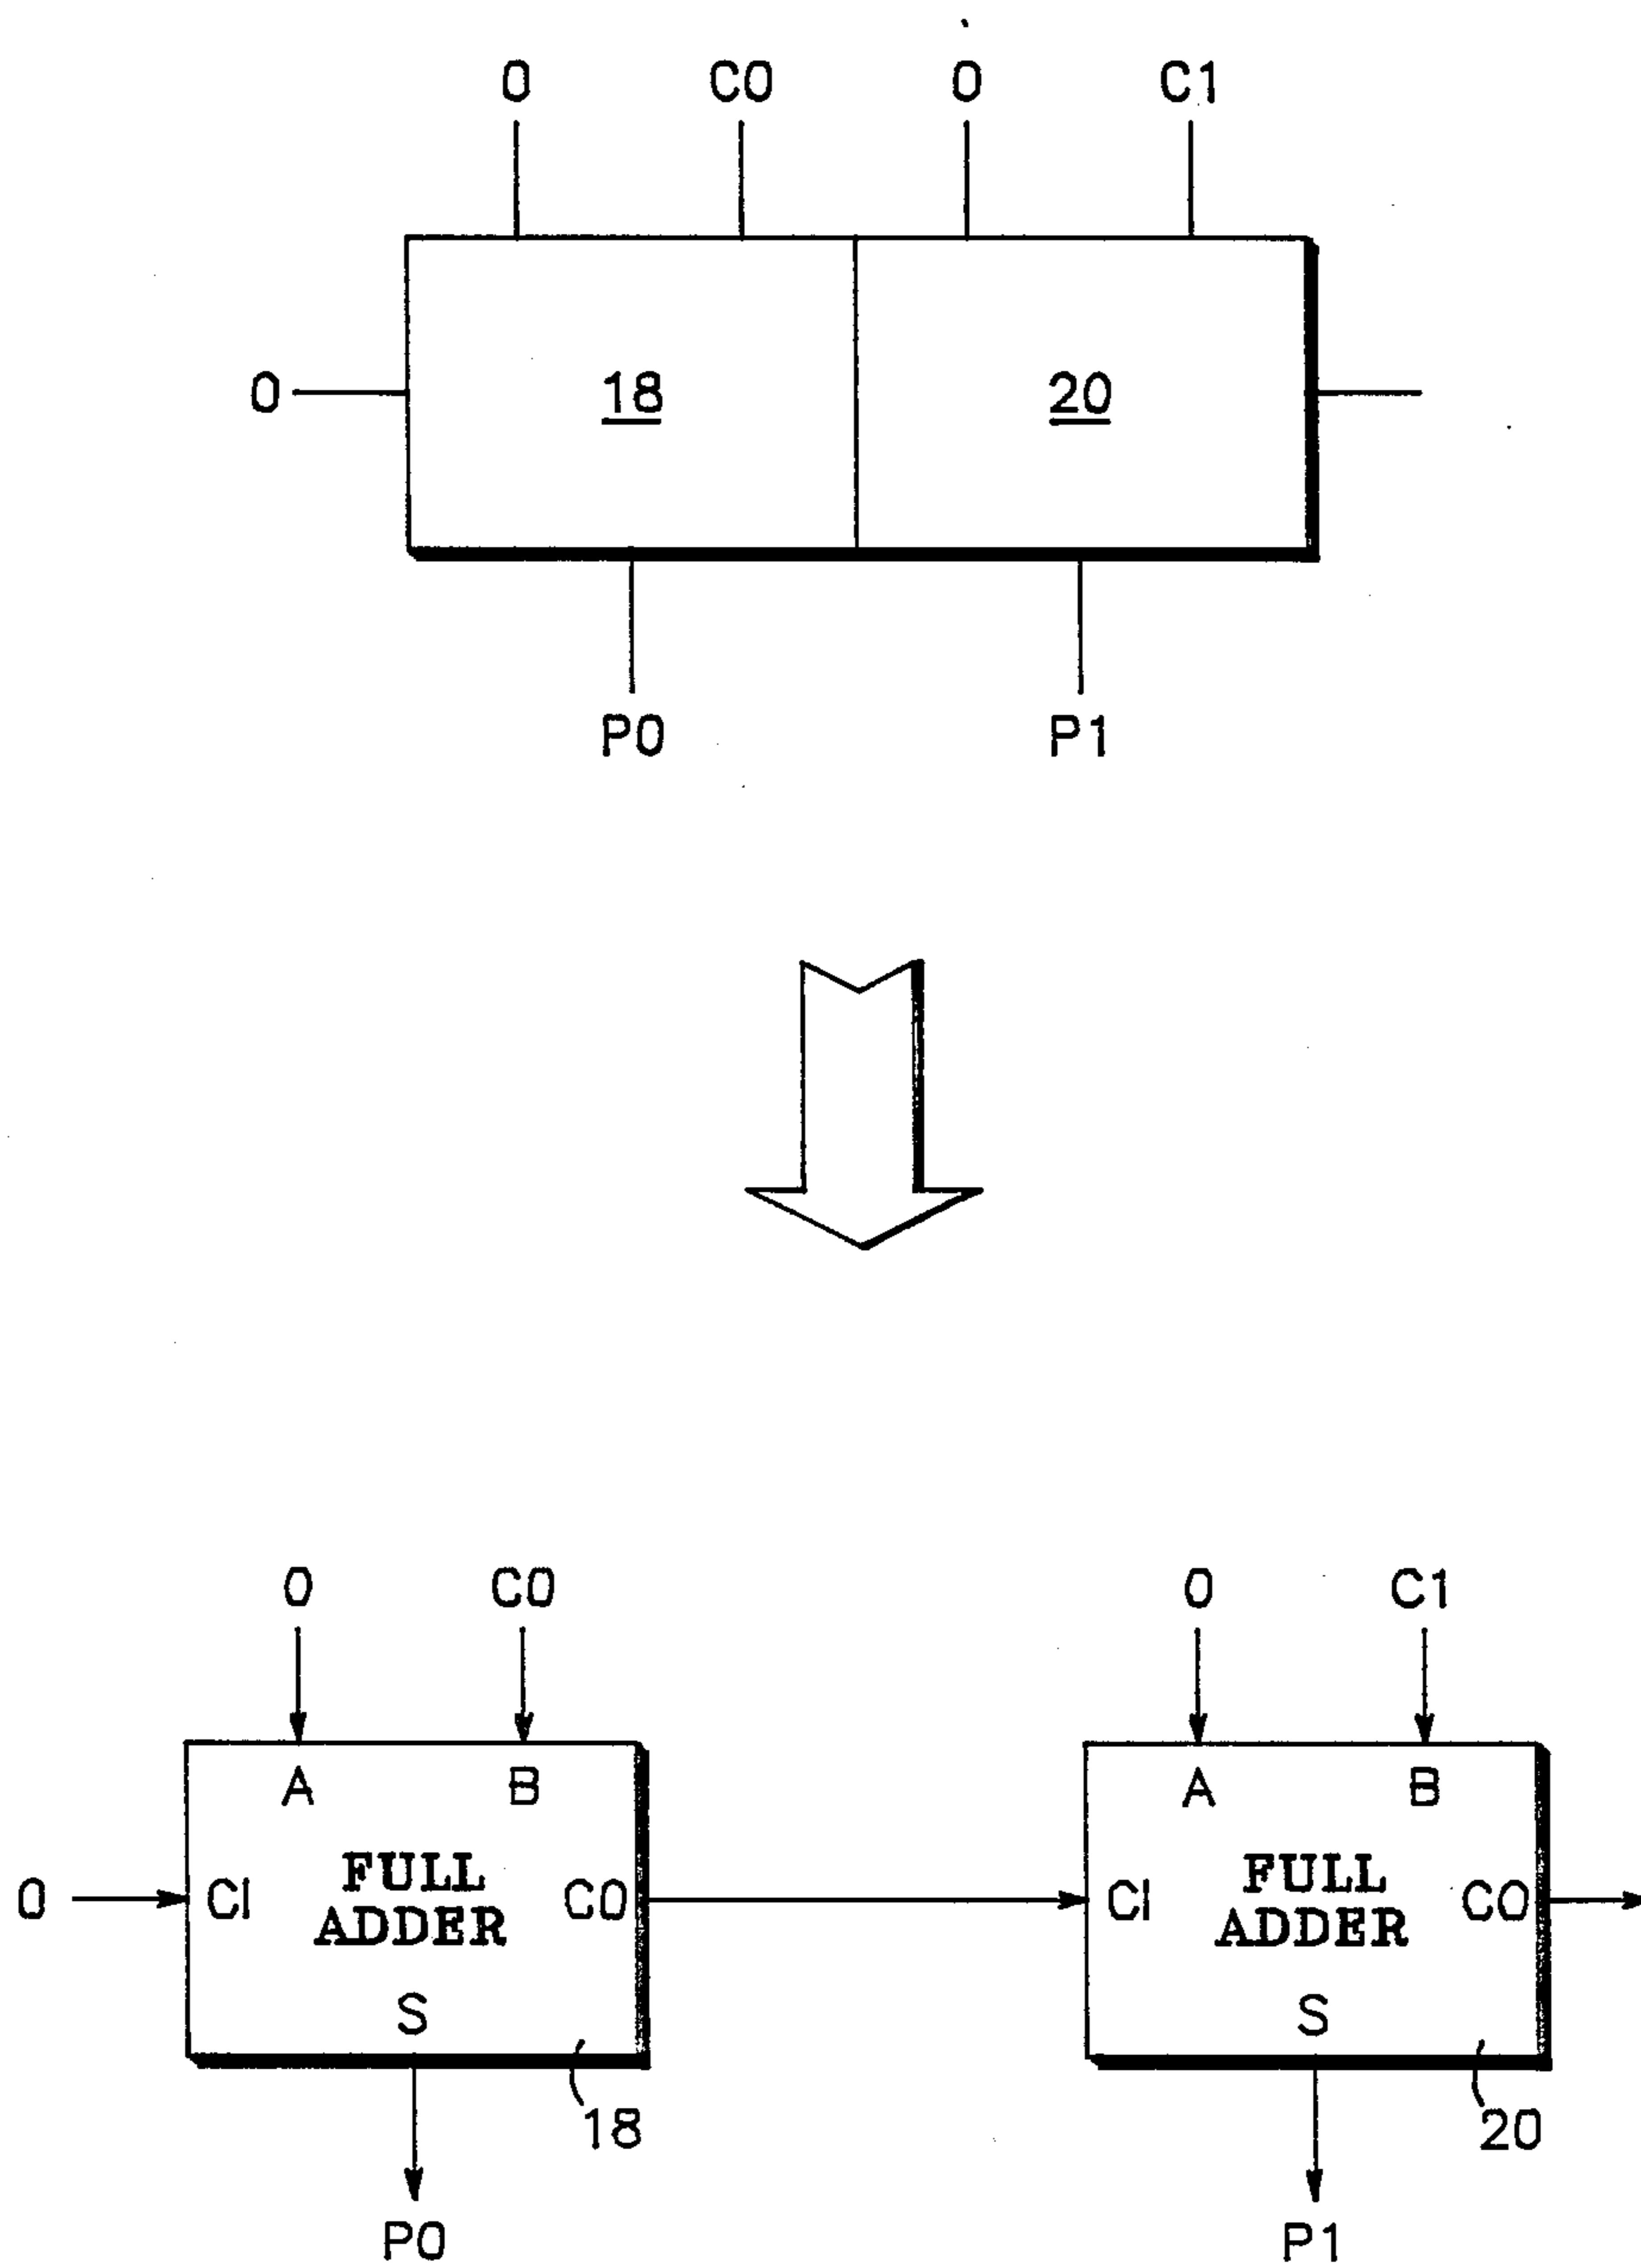 0 C0 0 C1
0 18 20
P0 P1
0 C0 0 C1
A B A B
0 CI FULL ADDER CO CI FULL ADDER CO
S S
18 20
P0 P1